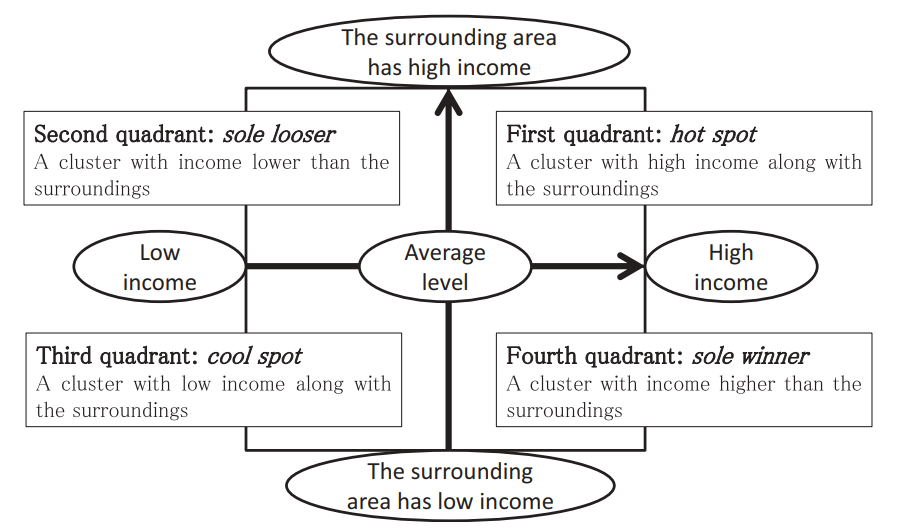 The surrounding area
has high income
Second quadrant: sole looser
A cluster with income lower than the
surroundings
First quadrant: hot spot
A cluster with high income along with
the surroundings
Low
income
Average
level
High
income
Third quadrant: cool spot
A cluster with low income along with
the surroundings
Fourth quadrant: sole winner
A cluster with income higher than the
surroundings
The surrounding
area has low income